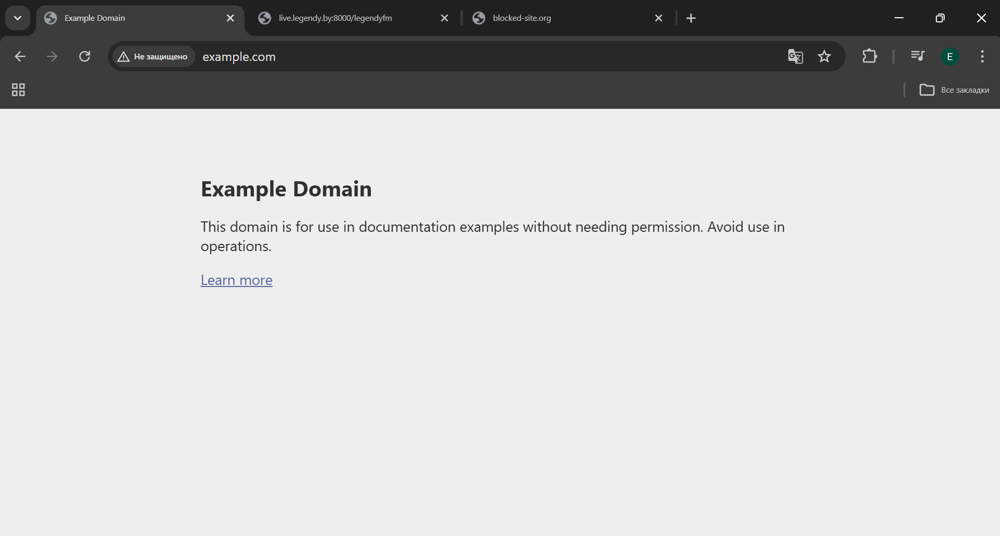 Example Domain
live.legendy.by:8000/legendyfm
blocked-site.org
Не защищено
example.com
E
Все закладки
Example Domain
This domain is for use in documentation examples without needing permission. Avoid use in
operations.
Learn more